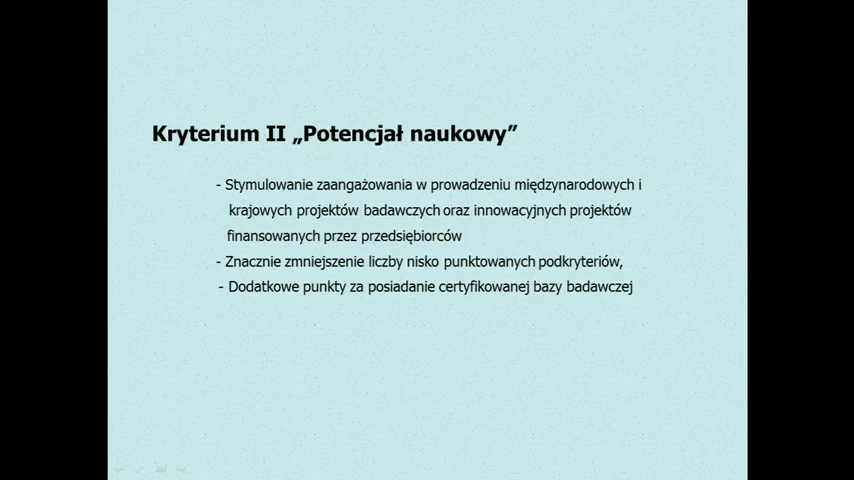 Kryterium II „Potencjał naukowy”
- Stymulowanie zaangażowania w prowadzeniu międzynarodowych i
krajowych projektów badawczych oraz innowacyjnych projektów
finansowanych przez przedsiębiorców
- Znacznie zmniejszenie liczby nisko punktowanych podkryteriów,
- Dodatkowe punkty za posiadanie certyfikowanej bazy badawczej